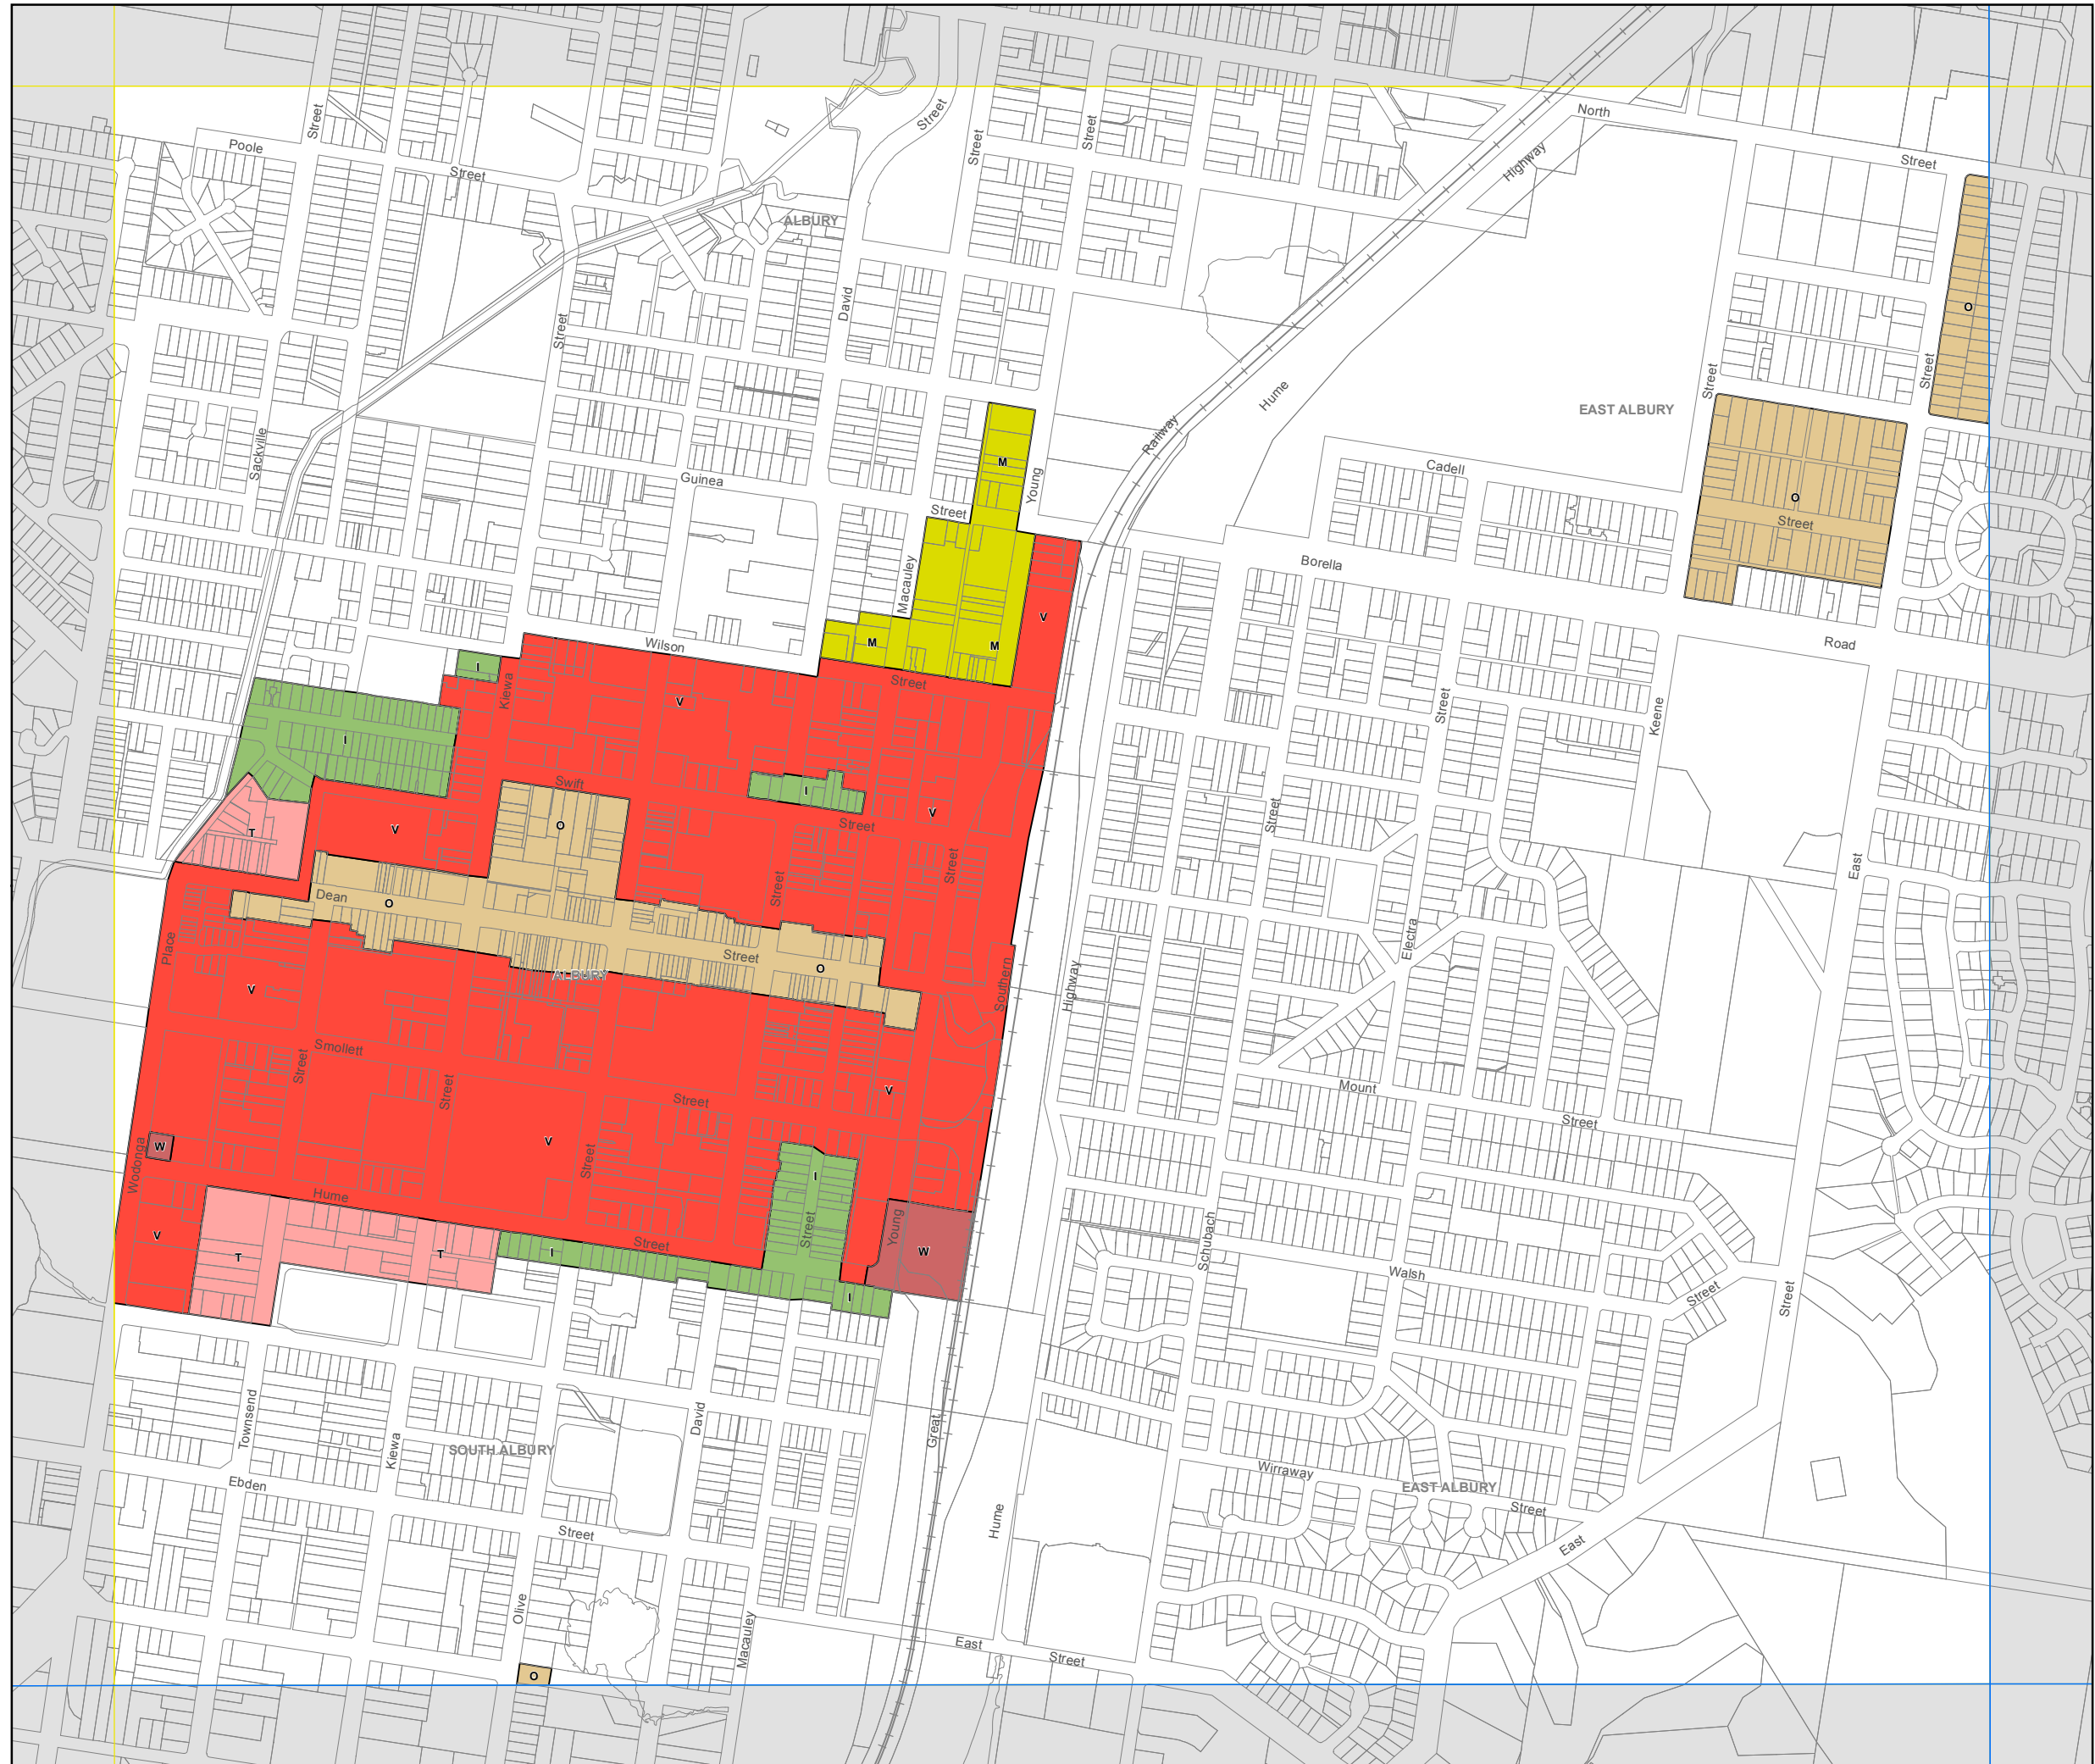 North
Street
Street
Street
Street
Street
Highway
Poole
Street
ALBURY
O
David
Street
Hume
Street
Street
EAST ALBURY
Railway
Sackville
M
Cadell
Guinea
Young
O
Street
Street
Borella
Macauley
V
Wilson
M
M
Road
I
Street
Kiewa
V
Street
Keene
I
Swift
I
V
O
Street
Street
V
T
East
Street
Street
Dean
O
Electra
Place
Street
O
ALBURY
V
Southern
Highway
Smollett
Street
Street
Street
V
Mount
Street
W
V
Street
Wodonga
I
Hume
Street
Young
Schubach
V
T
T
I
Street
W
Walsh
Street
Street
I
Townsend
David
Great
Kiewa
SOUTH ALBURY
Wirraway
Ebden
EAST ALBURY
Street
Hume
Street
East
Olive
Macauley
East
Street
O